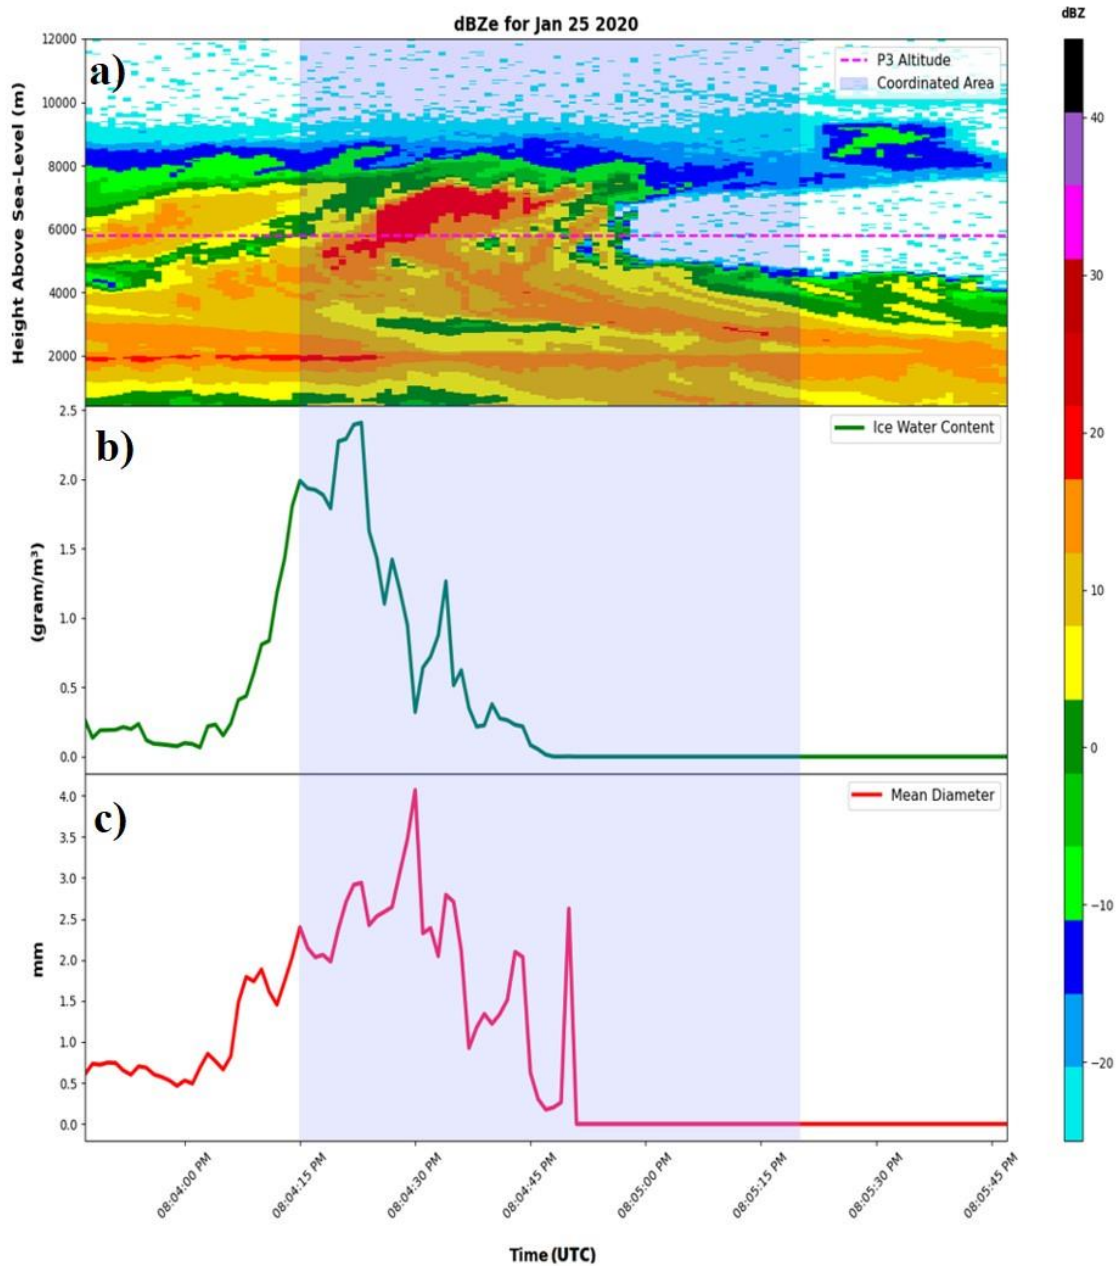 dBZe for Jan 25 2020
dBZ
a)
P3 Altitude
Coordinated Area
Height Above Sea-Level (m)
12000
10000
8000
6000
4000
2000
40
30
20
10
0
−10
−20
b)
Ice Water Content
(gram/m³)
2.5
2.0
1.5
1.0
0.5
0.0
c)
Mean Diameter
mm
4.0
3.5
3.0
2.5
2.0
1.5
1.0
0.5
0.0
08:04:00 PM
08:04:15 PM
08:04:30 PM
08:04:45 PM
08:05:00 PM
08:05:15 PM
08:05:30 PM
08:05:45 PM
Time (UTC)